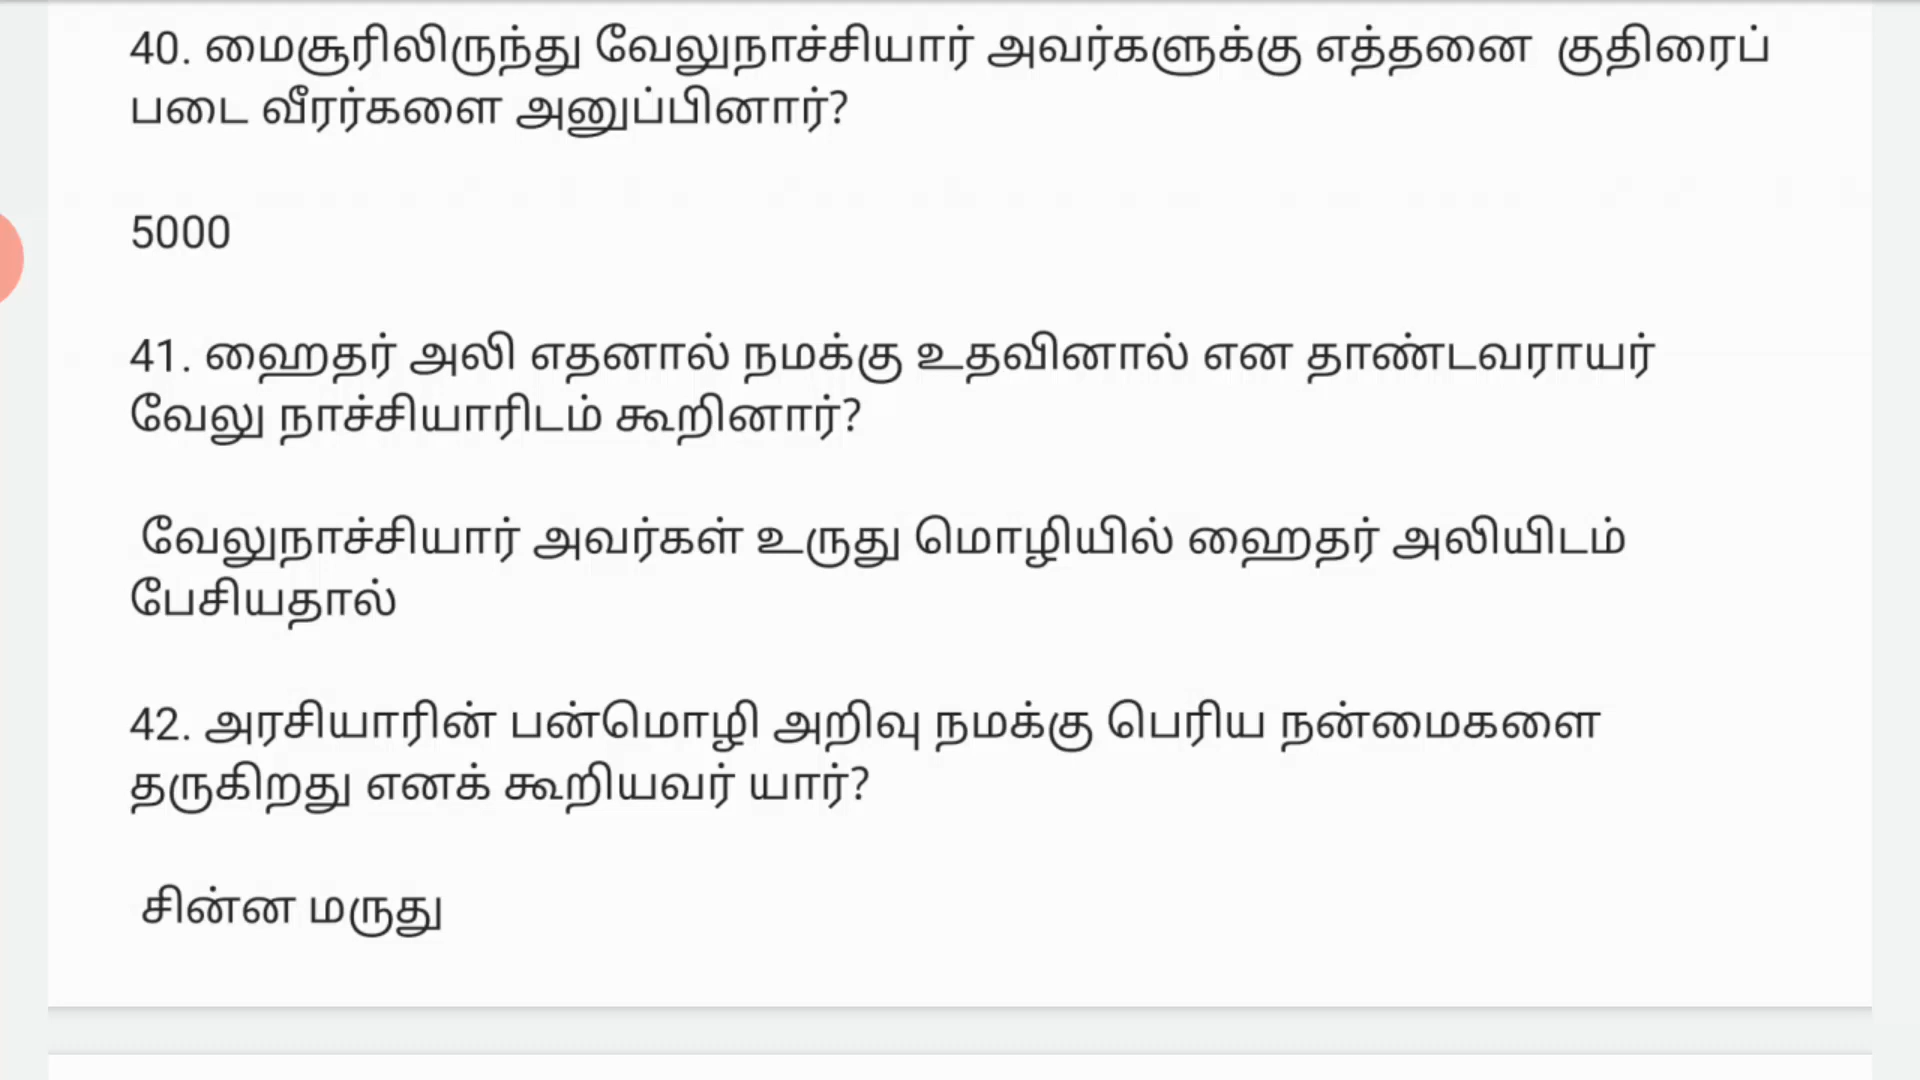 40. மைசூரிலிருந்து வேலுநாச்சியார் அவர்களுக்கு எத்தனை குதிரைப்
படை வீரர்களை அனுப்பினார்?
5000
41. ஹைதர் அலி எதனால் நமக்கு உதவினால் என தாண்டவராயர்
வேலு நாச்சியாரிடம் கூறினார்?
வேலுநாச்சியார் அவர்கள் உருது மொழியில் ஹைதர் அலியிடம்
பேசியதால்
42. அரசியாரின் பன்மொழி அறிவு நமக்கு பெரிய நன்மைகளை
தருகிறது எனக் கூறியவர் யார்?
சின்ன மருது